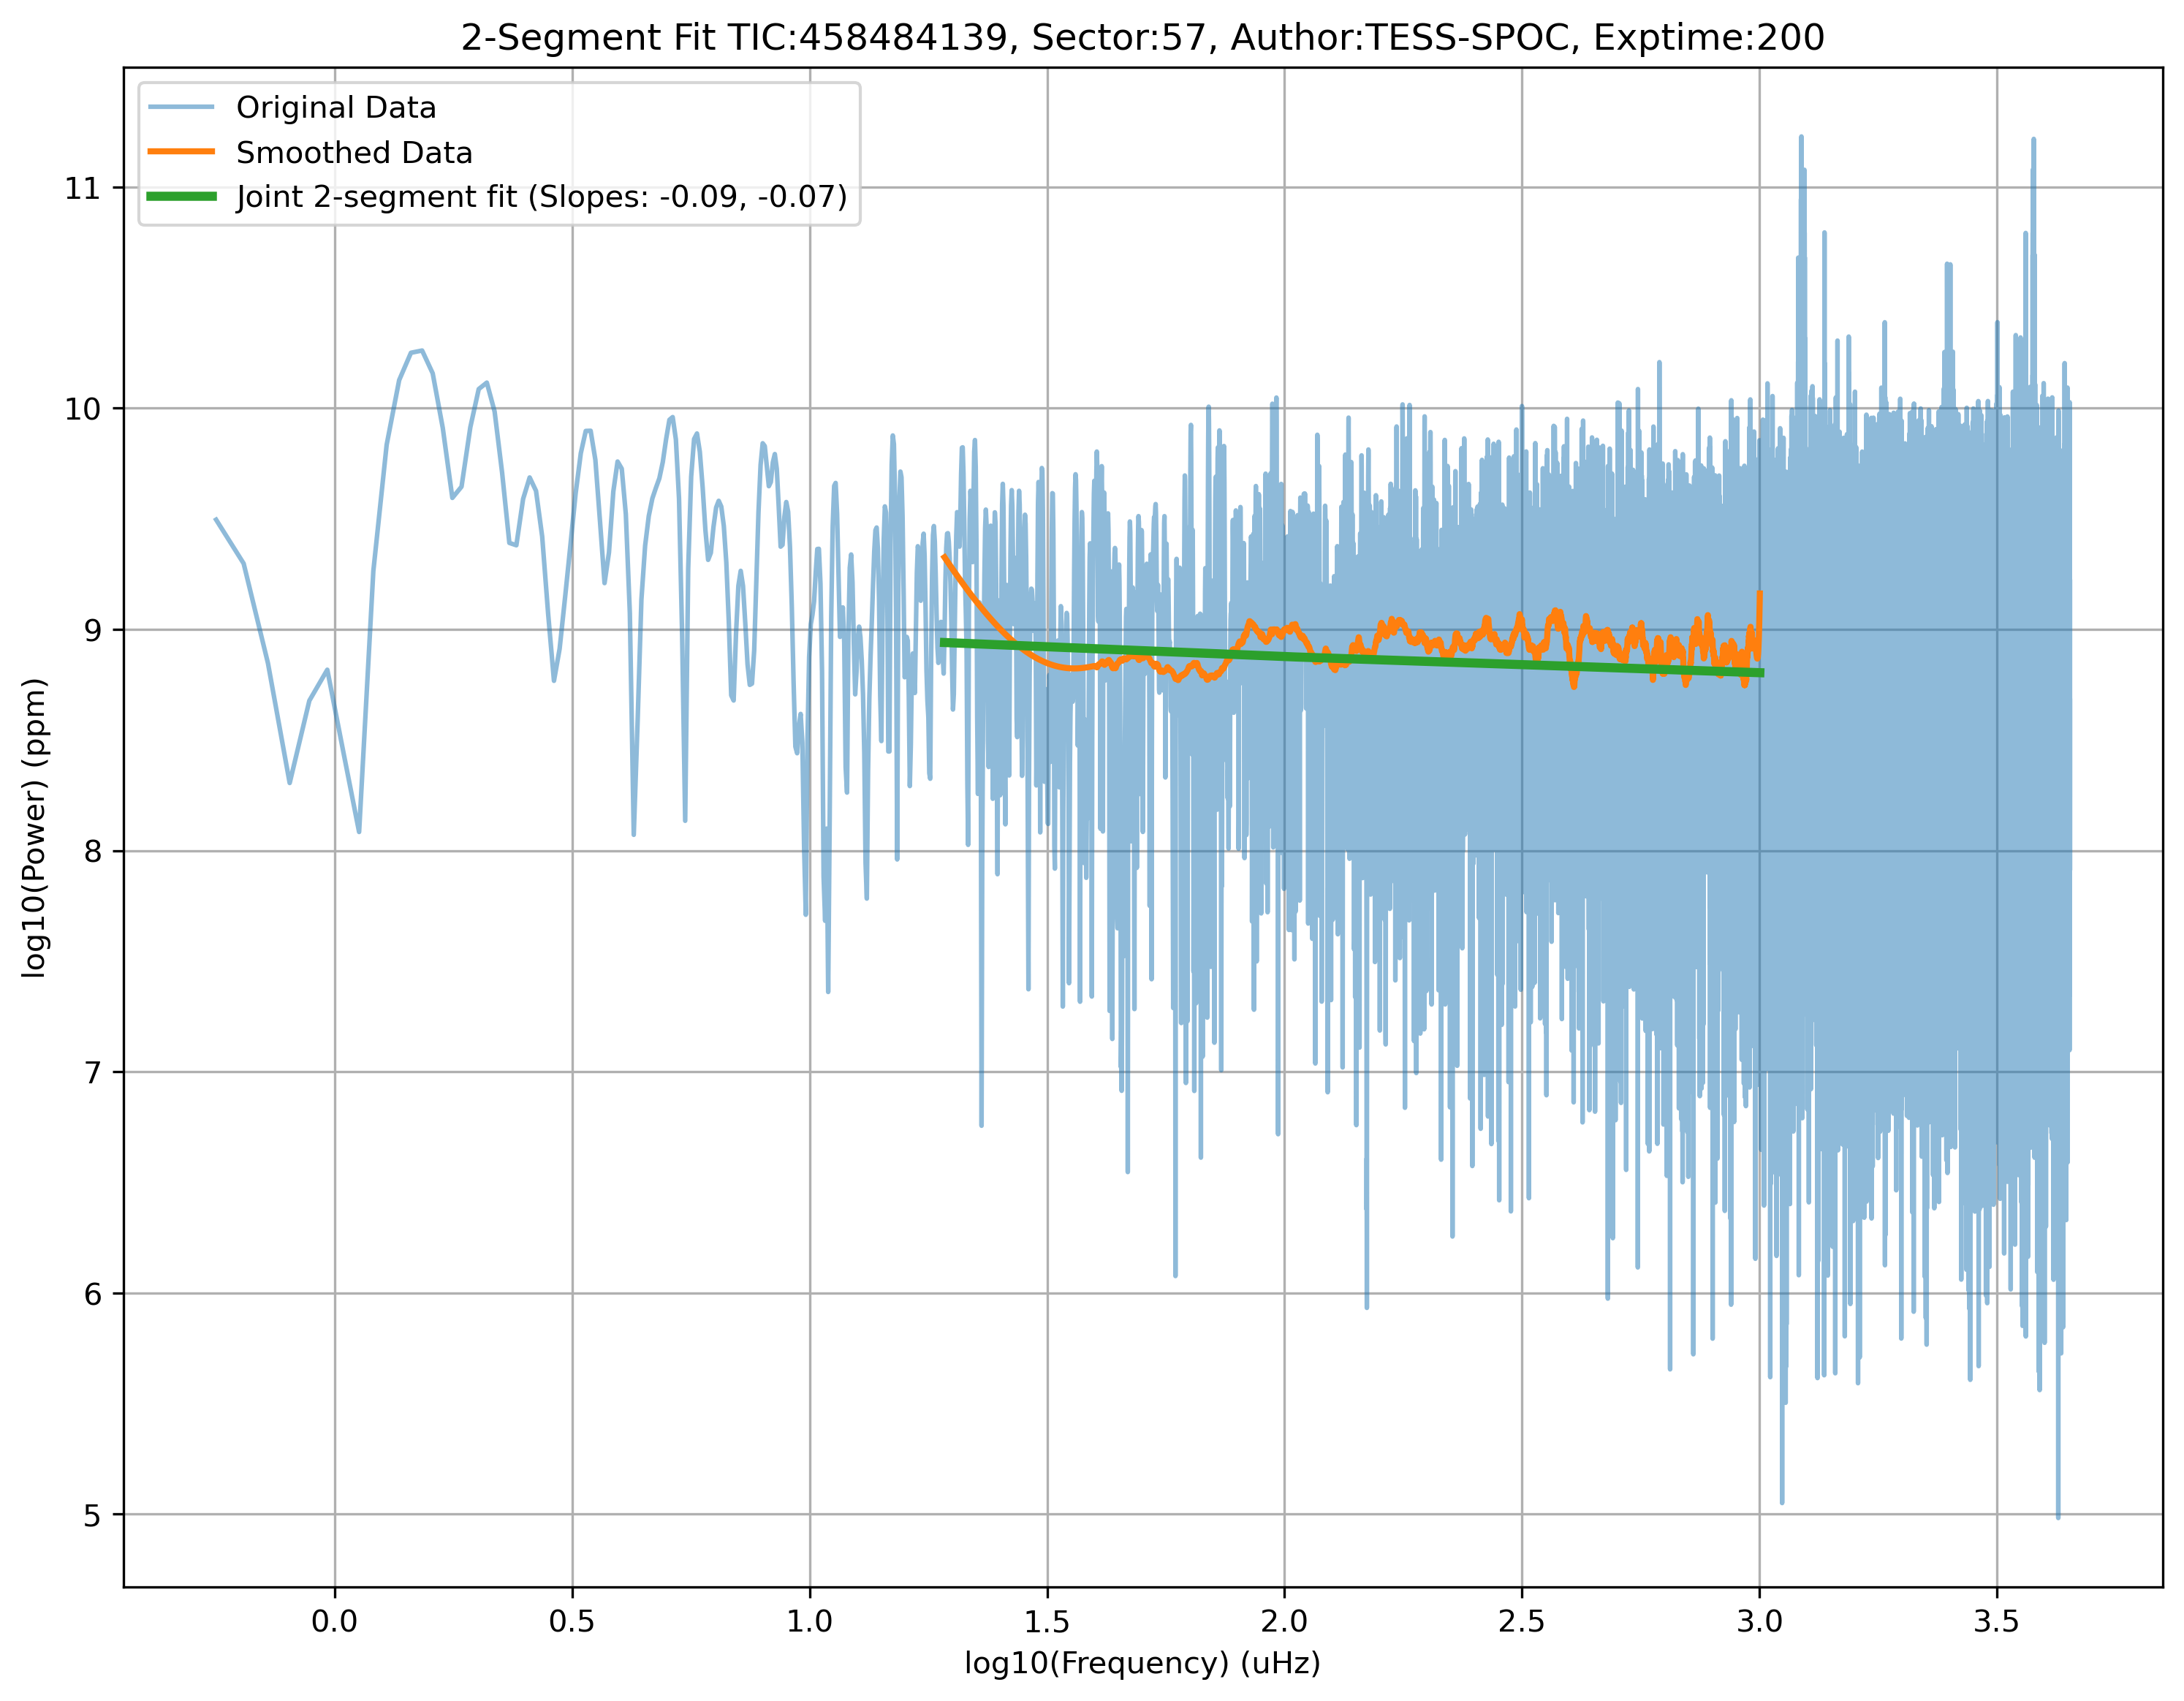 2-Segment Fit TIC:458484139, Sector:57, Author:TESS-SPOC, Exptime:200
Original Data
Smoothed Data
Joint 2-segment fit (Slopes: -0.09, -0.07)
log10(Power) (ppm)
11
10
9
8
7
6
5
0.0 0.5 1.0 1.5 2.0 2.5 3.0 3.5
log10(Frequency) (uHz)